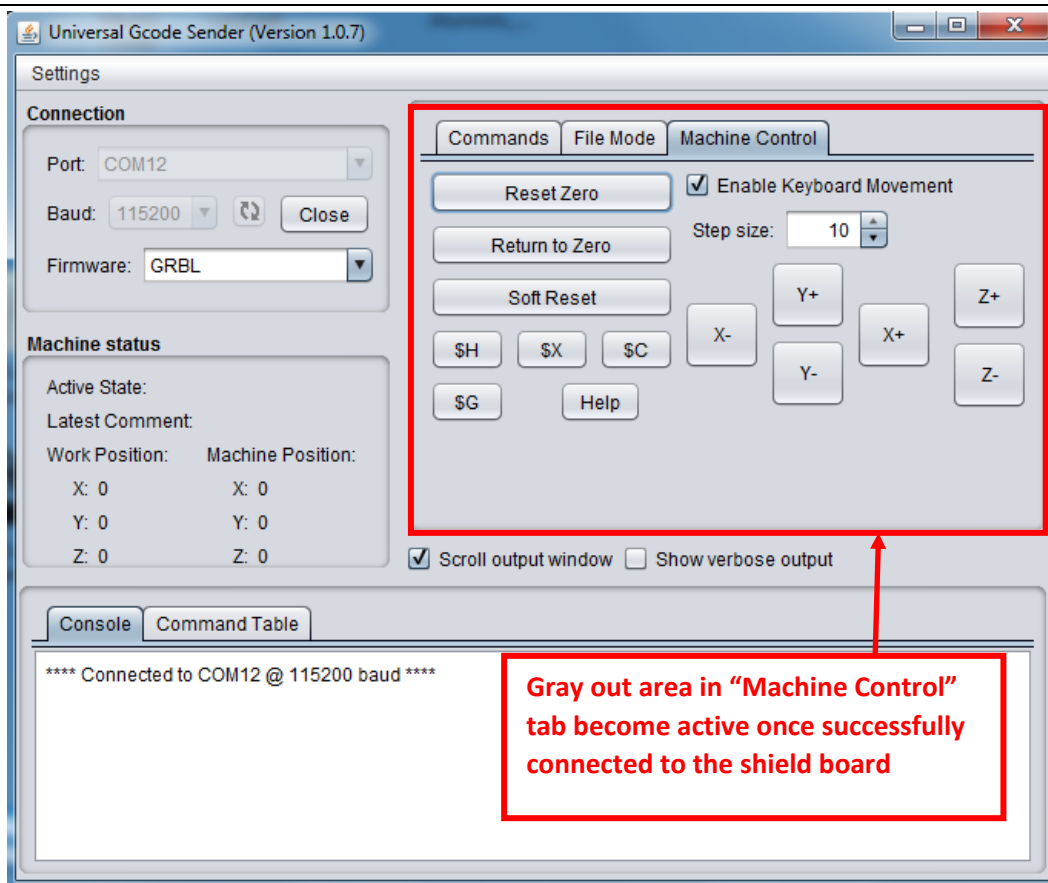 Universal Gcode Sender (Version 1.0.7)
Settings
Connection
Port: COM12
Baud: 115200 Close
Firmware: GRBL
Machine status
Active State:
Latest Comment:
Work Position: Machine Position:
X: 0 X: 0
Y: 0 Y: 0
Z: 0 Z: 0
Commands File Mode Machine Control
Reset Zero
Return to Zero
Soft Reset
$H $X $C
$G Help
Enable Keyboard Movement
Step size: 10
Y+ Z+
X- X+
Y- Z-
Scroll output window Show verbose output
Console Command Table
**** Connected to COM12 @ 115200 baud ****
Gray out area in “Machine Control”
tab become active once successfully
connected to the shield board